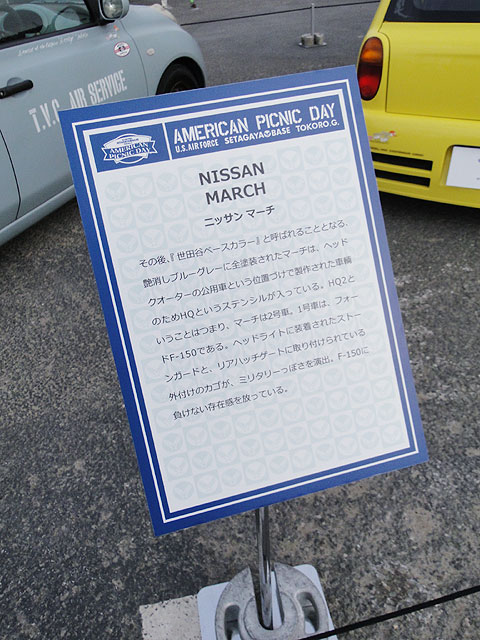 T.V.C. AIR SERVICE
AMERICAN
PICNIC DAY
AMERICAN PICNIC DAY
U.S. AIR FORCE SETAGAYA BASE TOKORO.G.
NISSAN
MARCH
ニッサン マーチ
その後、『世田谷ベースカラー』と呼ばれることとなる、
艶消しブルーグレーに全塗装されたマーチは、ヘッド
クオーターの公用車という位置づけで製作された車輌
のためHQというステンシルが入っている。HQ2と
いうことはつまり、マーチは2号車。1号車は、フォー
ドF-150である。ヘッドライトに装着されたストー
ンガードと、リアハッチゲートに取り付けられている
外付けのカゴが、ミリタリーっぽさを演出。F-150に
負けない存在感を放っている。